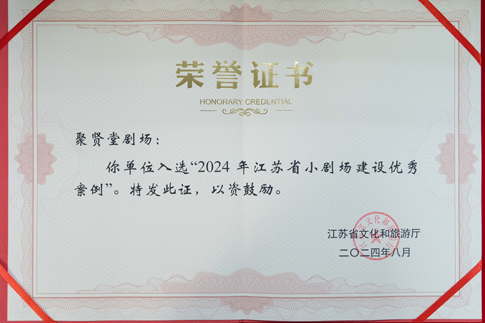 荣誉证书
HONORARY CREDENTIAL
聚贤堂剧场：
你单位入选“2024年江苏省小剧场建设优秀
案例”。特发此证，以资鼓励。
江苏省文化和旅游厅
二〇二四年八月